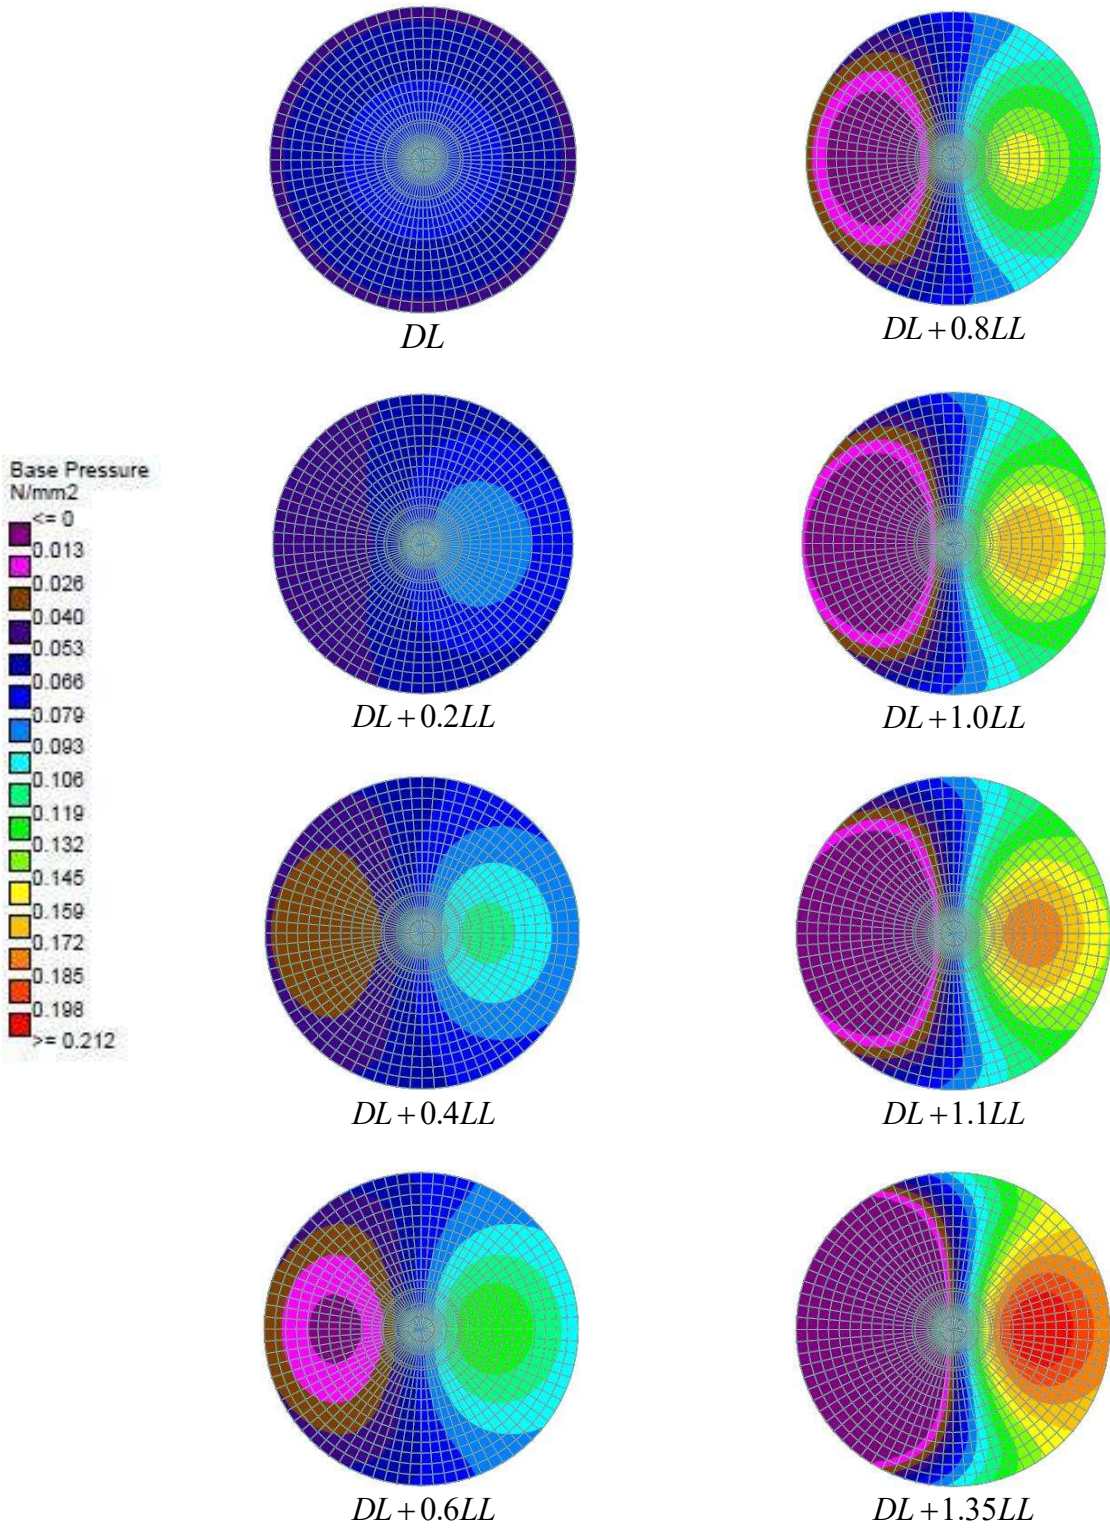 DL
DL+0.8LL
Base Pressure
N/mm2
<= 0
0.013
0.026
0.040
0.053
0.066
0.079
0.093
0.106
0.119
0.132
0.145
0.159
0.172
0.185
0.198
>= 0.212
DL+0.2LL
DL+1.0LL
DL+0.4LL
DL+1.1LL
DL+0.6LL
DL+1.35LL